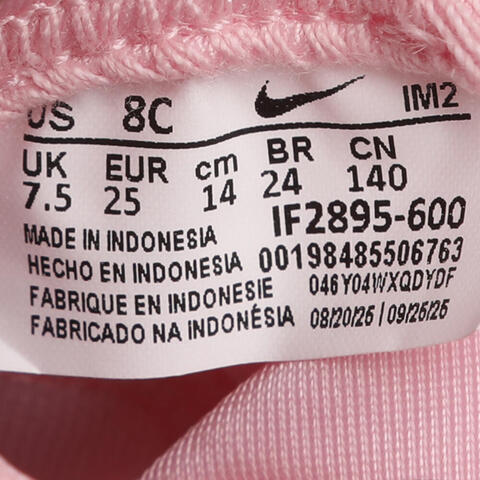 US 8C IM2
UK EUR cm BR CN
7.5 25 14 24 140
IF2895-600
MADE IN INDONESIA
HECHO EN INDONESIA 00198485506763
FABRIQUE EN INDONESIE 046Y04WXQDYDF
FABRICADO NA INDONÉSIA 08/20/25 | 09/26/25